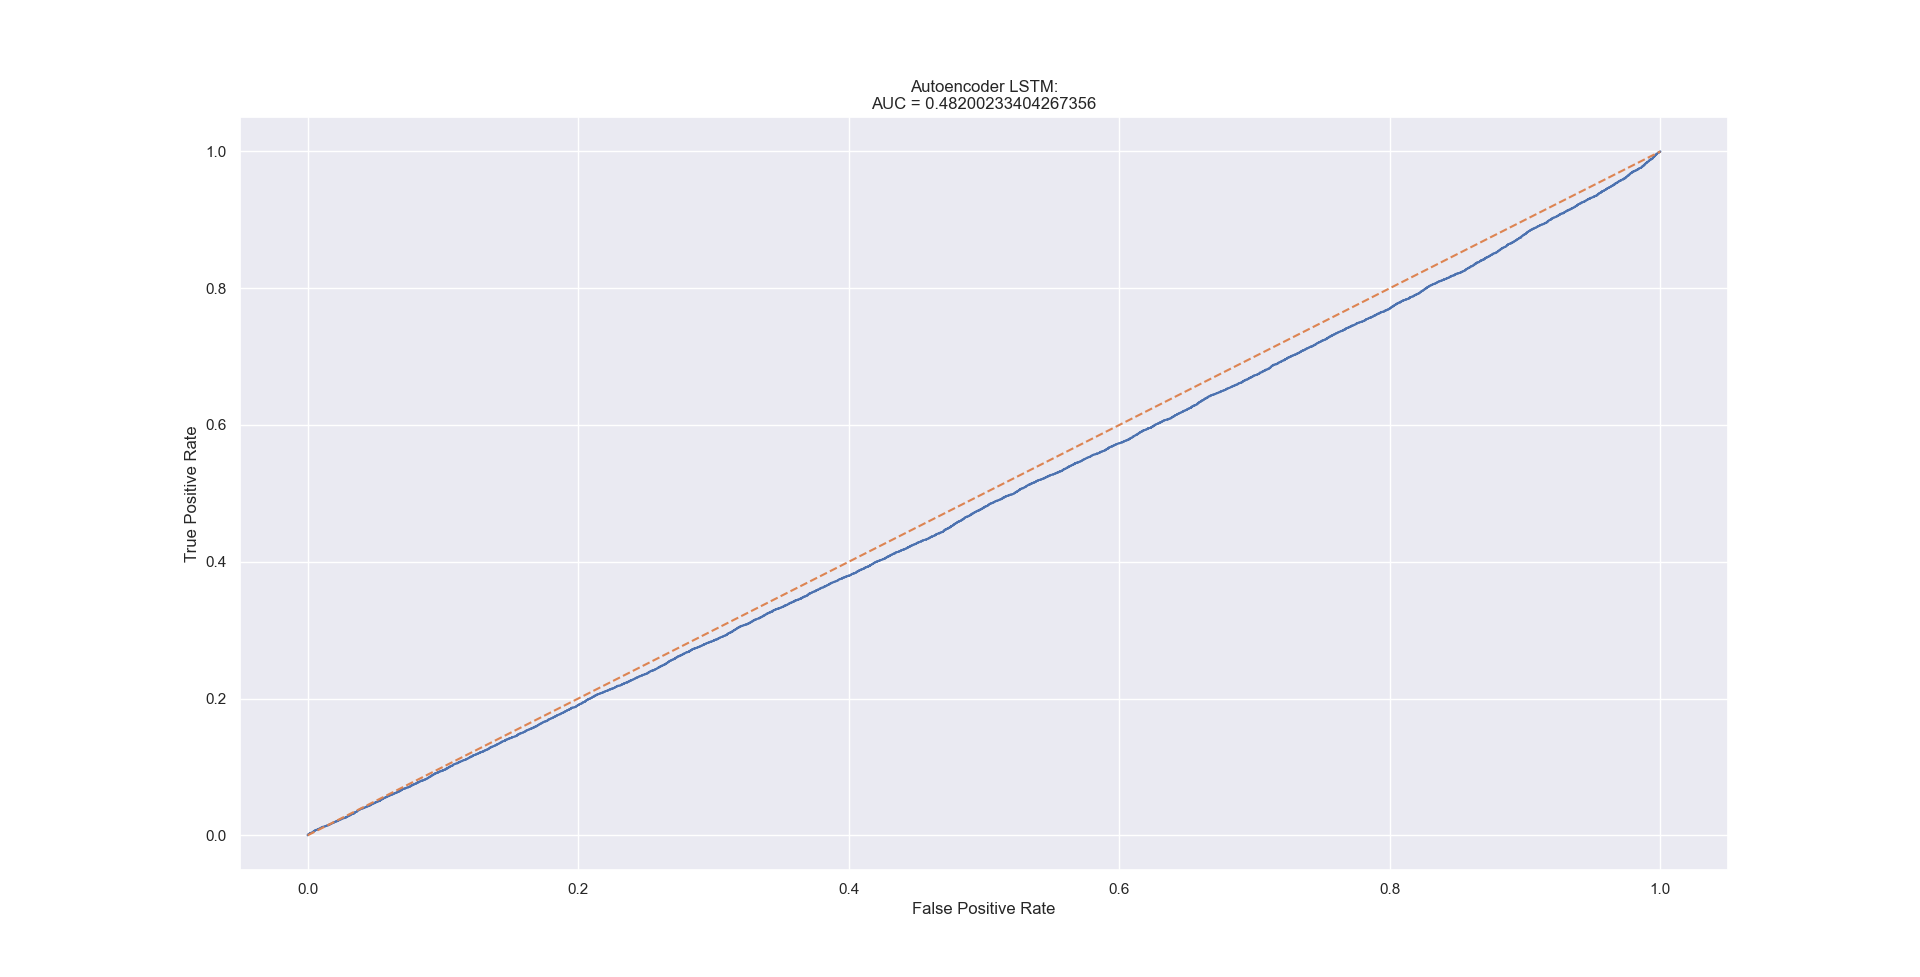 Autoencoder LSTM:
AUC = 0.48200233404267356
1.0
0.8
0.6
0.4
0.2
0.0
True Positive Rate
0.0 0.2 0.4 0.6 0.8 1.0
False Positive Rate